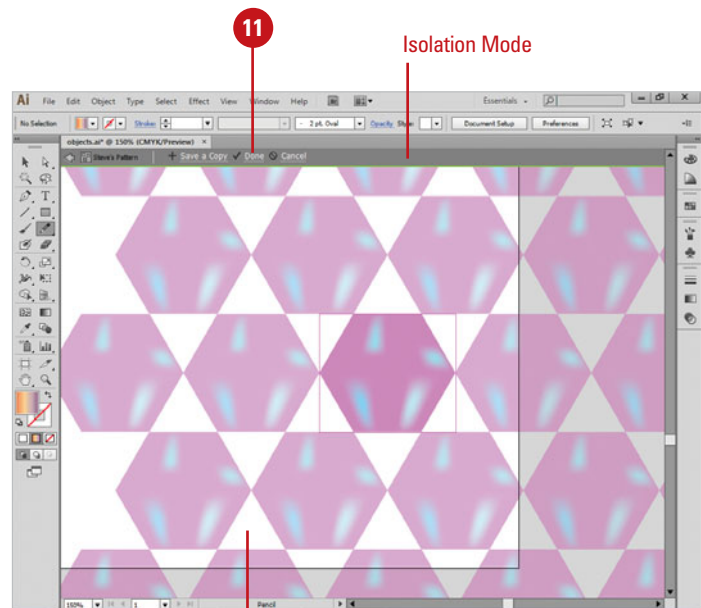 11
Isolation Mode
Ai File Edit Object Type Select Effect View Window Help Essentials
No Selection Stroke: 2 pt. Oval Opacity Style: Document Setup Preferences
objects.ai* @ 150% (CMYK/Preview) ×
Steve's Pattern + Save a Copy ✓ Done Cancel
150% 1 Pencil